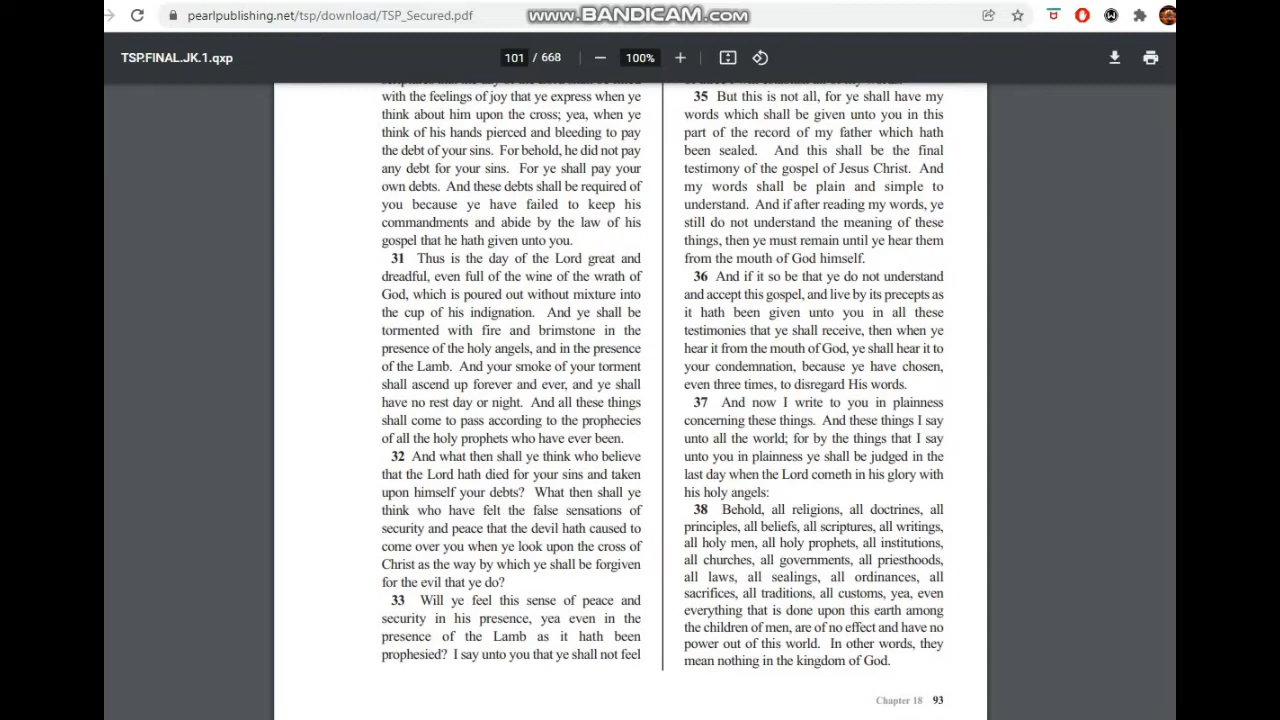 pearlpublishing.net/tsp/download/TSP_Secured.pdf
www.BANDICAM.com
TSP.FINAL.JK.1.qxp
101 / 668
100%
with the feelings of joy that ye express when ye
think about him upon the cross; yea, when ye
think of his hands pierced and bleeding to pay
the debt of your sins. For behold, he did not pay
any debt for your sins. For ye shall pay your
own debts. And these debts shall be required of
you because ye have failed to keep his
commandments and abide by the law of his
gospel that he hath given unto you.
31 Thus is the day of the Lord great and
dreadful, even full of the wine of the wrath of
God, which is poured out without mixture into
the cup of his indignation. And ye shall be
tormented with fire and brimstone in the
presence of the holy angels, and in the presence
of the Lamb. And your smoke of your torment
shall ascend up forever and ever, and ye shall
have no rest day or night. And all these things
shall come to pass according to the prophecies
of all the holy prophets who have ever been.
32 And what then shall ye think who believe
that the Lord hath died for your sins and taken
upon himself your debts? What then shall ye
think who have felt the false sensations of
security and peace that the devil hath caused to
come over you when ye look upon the cross of
Christ as the way by which ye shall be forgiven
for the evil that ye do?
33 Will ye feel this sense of peace and
security in his presence, yea even in the
presence of the Lamb as it hath been
prophesied? I say unto you that ye shall not feel
35 But this is not all, for ye shall have my
words which shall be given unto you in this
part of the record of my father which hath
been sealed. And this shall be the final
testimony of the gospel of Jesus Christ. And
my words shall be plain and simple to
understand. And if after reading my words, ye
still do not understand the meaning of these
things, then ye must remain until ye hear them
from the mouth of God himself.
36 And if it so be that ye do not understand
and accept this gospel, and live by its precepts as
it hath been given unto you in all these
testimonies that ye shall receive, then when ye
hear it from the mouth of God, ye shall hear it to
your condemnation, because ye have chosen,
even three times, to disregard His words.
37 And now I write to you in plainness
concerning these things. And these things I say
unto all the world; for by the things that I say
unto you in plainness ye shall be judged in the
last day when the Lord cometh in his glory with
his holy angels:
38 Behold, all religions, all doctrines, all
principles, all beliefs, all scriptures, all writings,
all holy men, all holy prophets, all institutions,
all churches, all governments, all priesthoods,
all laws, all sealings, all ordinances, all
sacrifices, all traditions, all customs, yea, even
everything that is done upon this earth among
the children of men, are of no effect and have no
power out of this world. In other words, they
mean nothing in the kingdom of God.
Chapter 18 93